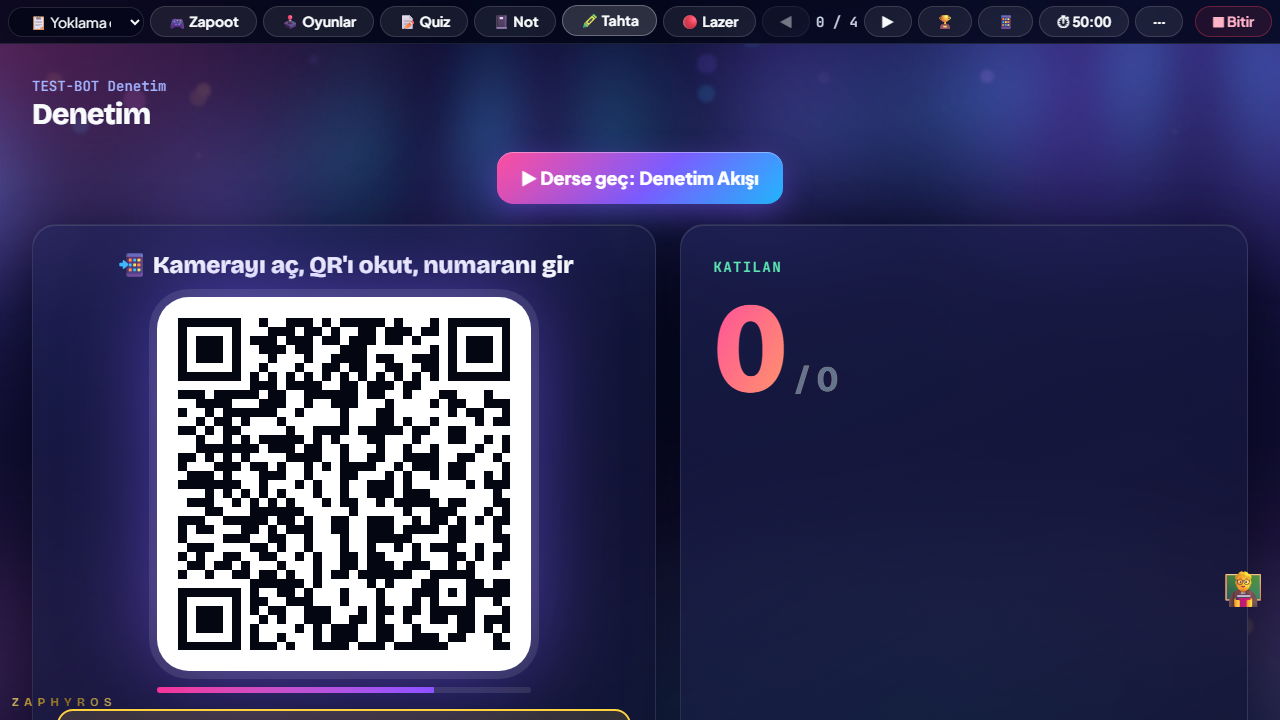 Yoklama
Zapoot
Oyunlar
Quiz
Not
Tahta
Lazer
0 / 4
50:00
---
Bitir
TEST-BOT Denetim
Denetim
Derse geç: Denetim Akışı
Kamerayı aç, QR'ı okut, numaranı gir
KATILAN
0 / 0
ZAPHYROS